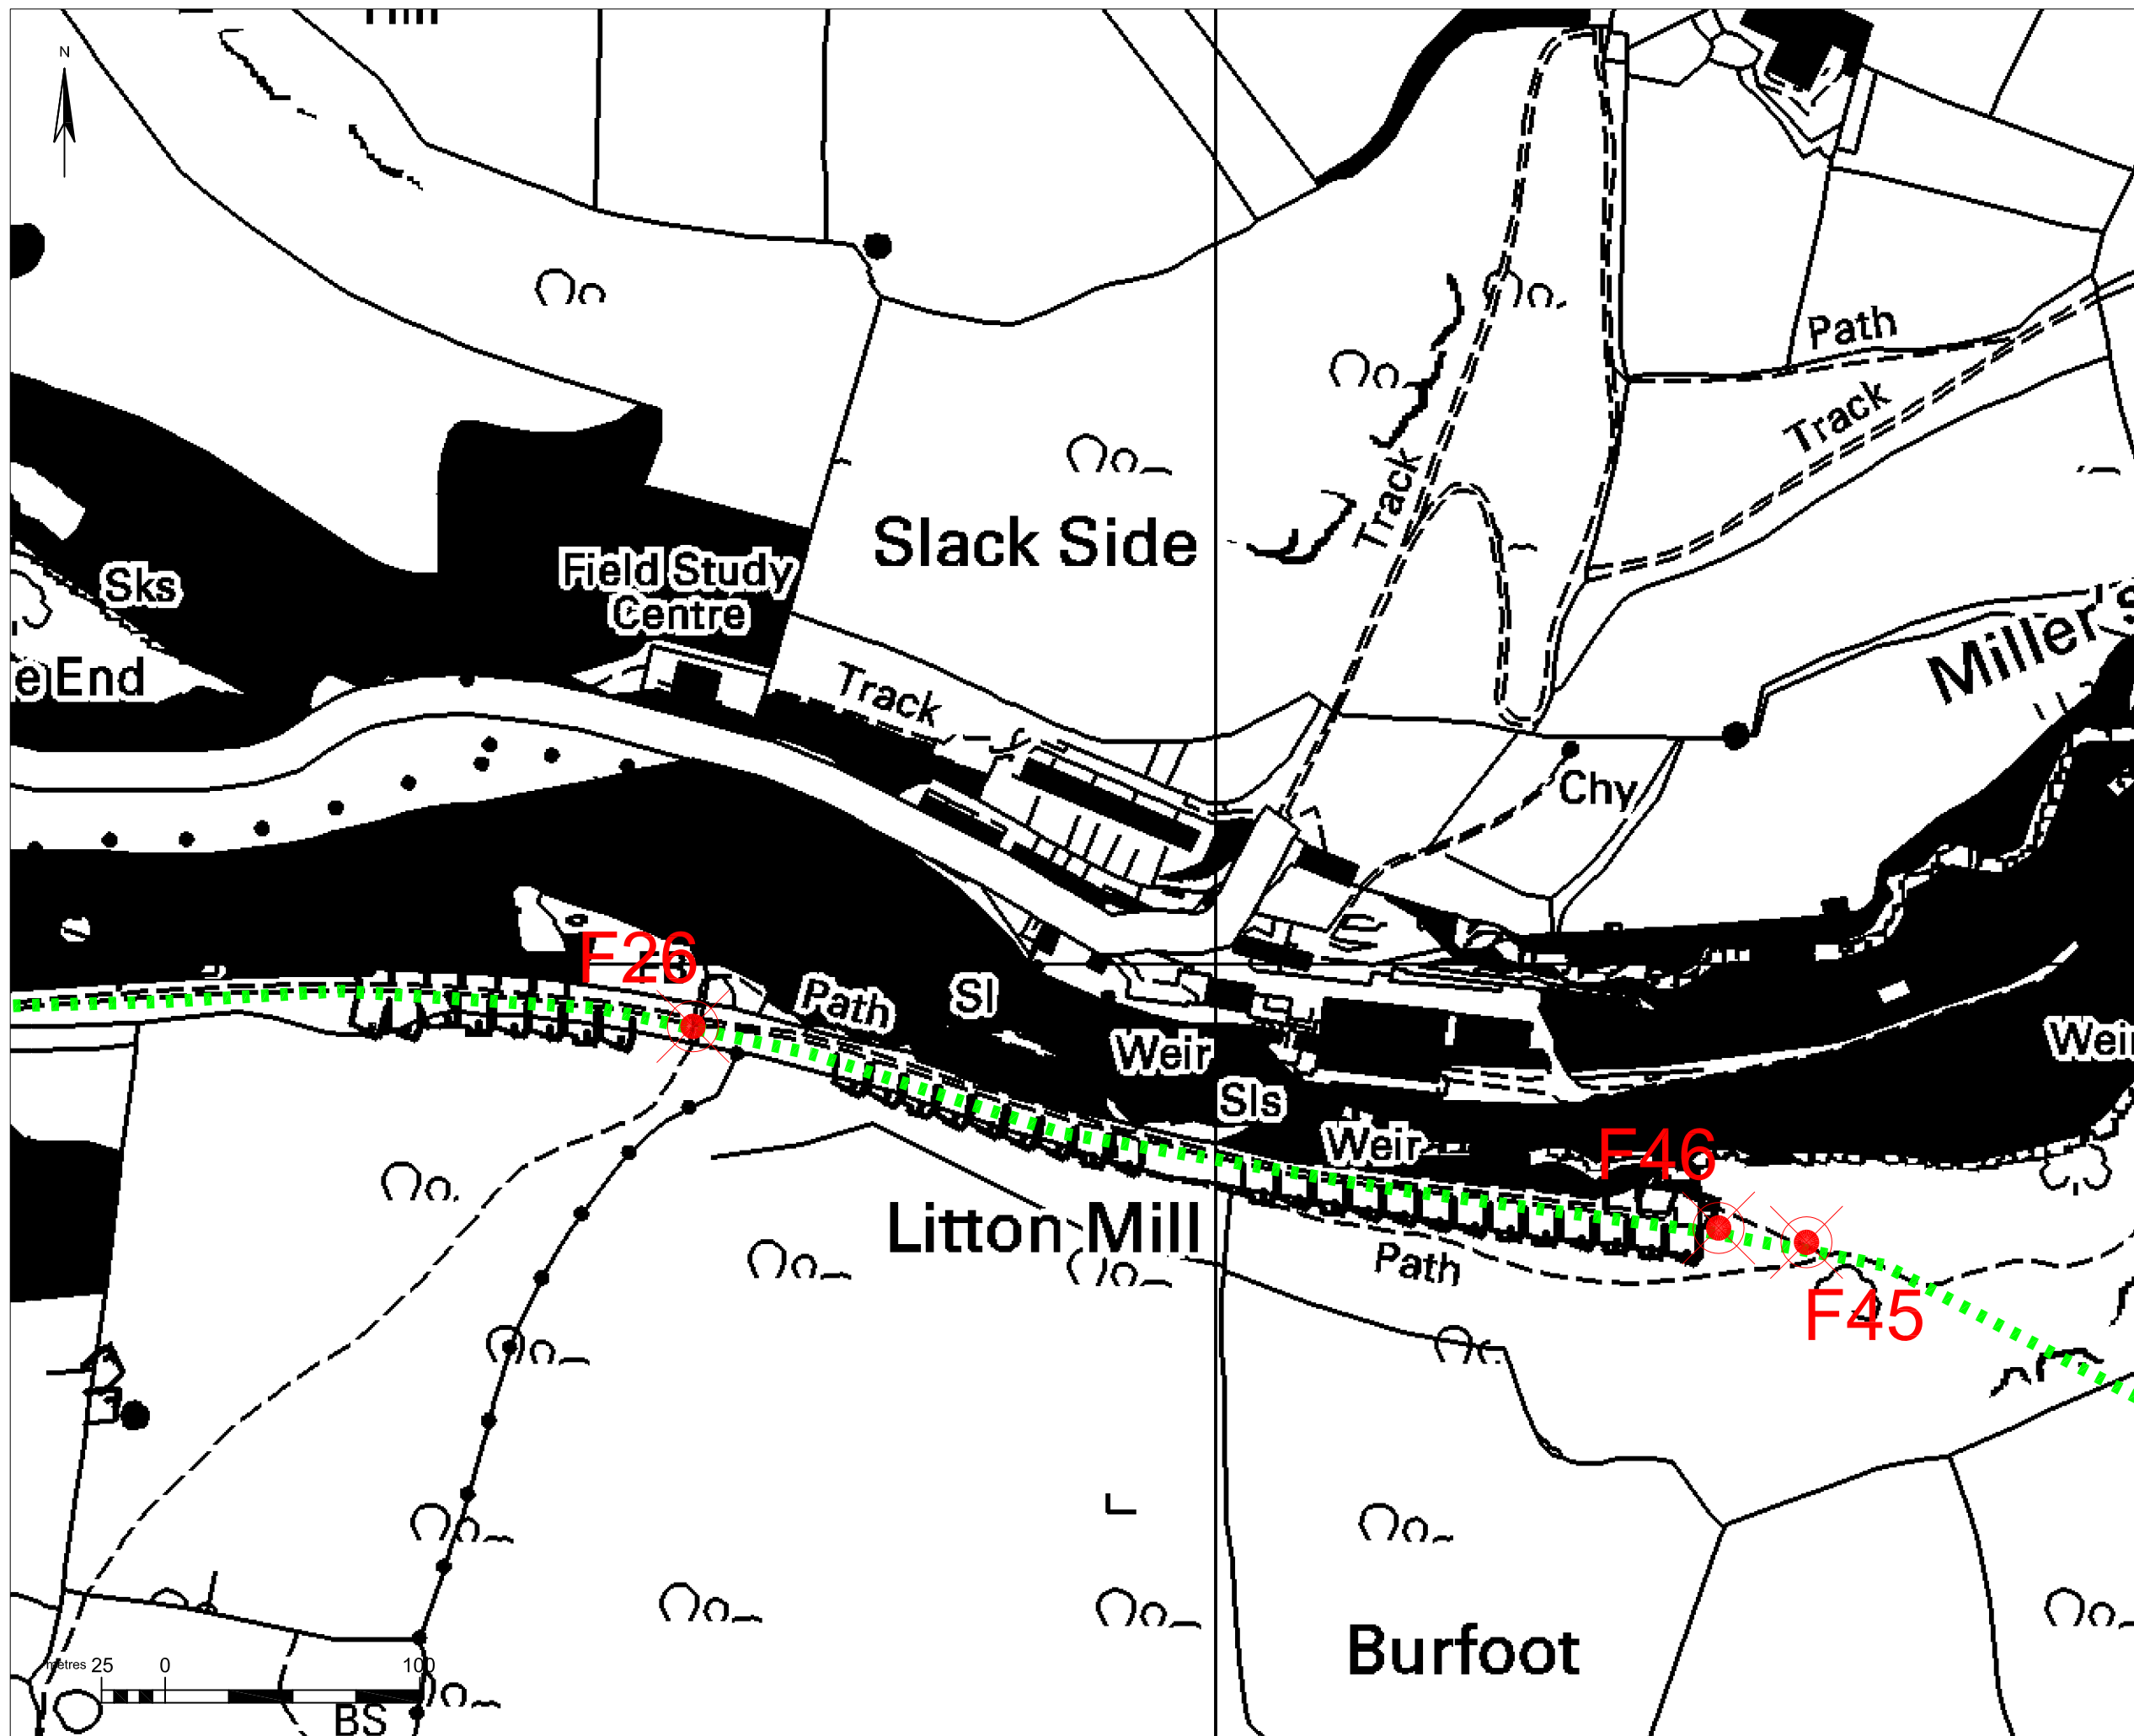 N
Path
Track
Track
Slack Side
Field Study
Centre
Sks
e End
Miller's
Track
Chy
F26
Path
Sl
Weir
Weir
Sls
Weir
F46
Litton Mill
Path
F45
Burfoot
metres 25 0 100
BS